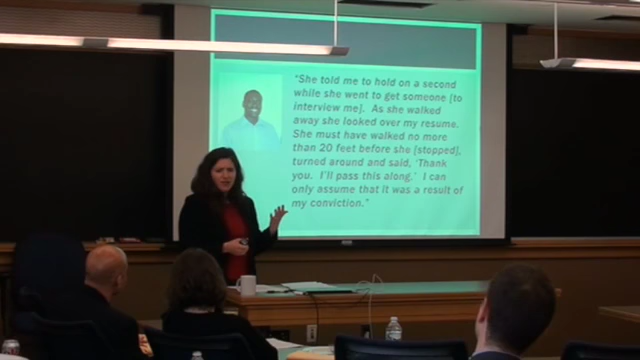 "She told me to hold on a second
while she went to get someone [to
interview me].  As she walked
away she looked over my resume.
She must have walked no more
than 20 feet before she [stopped],
turned around and said, 'Thank
you.  I'll pass this along.'  I can
only assume that it was a result of
my conviction."